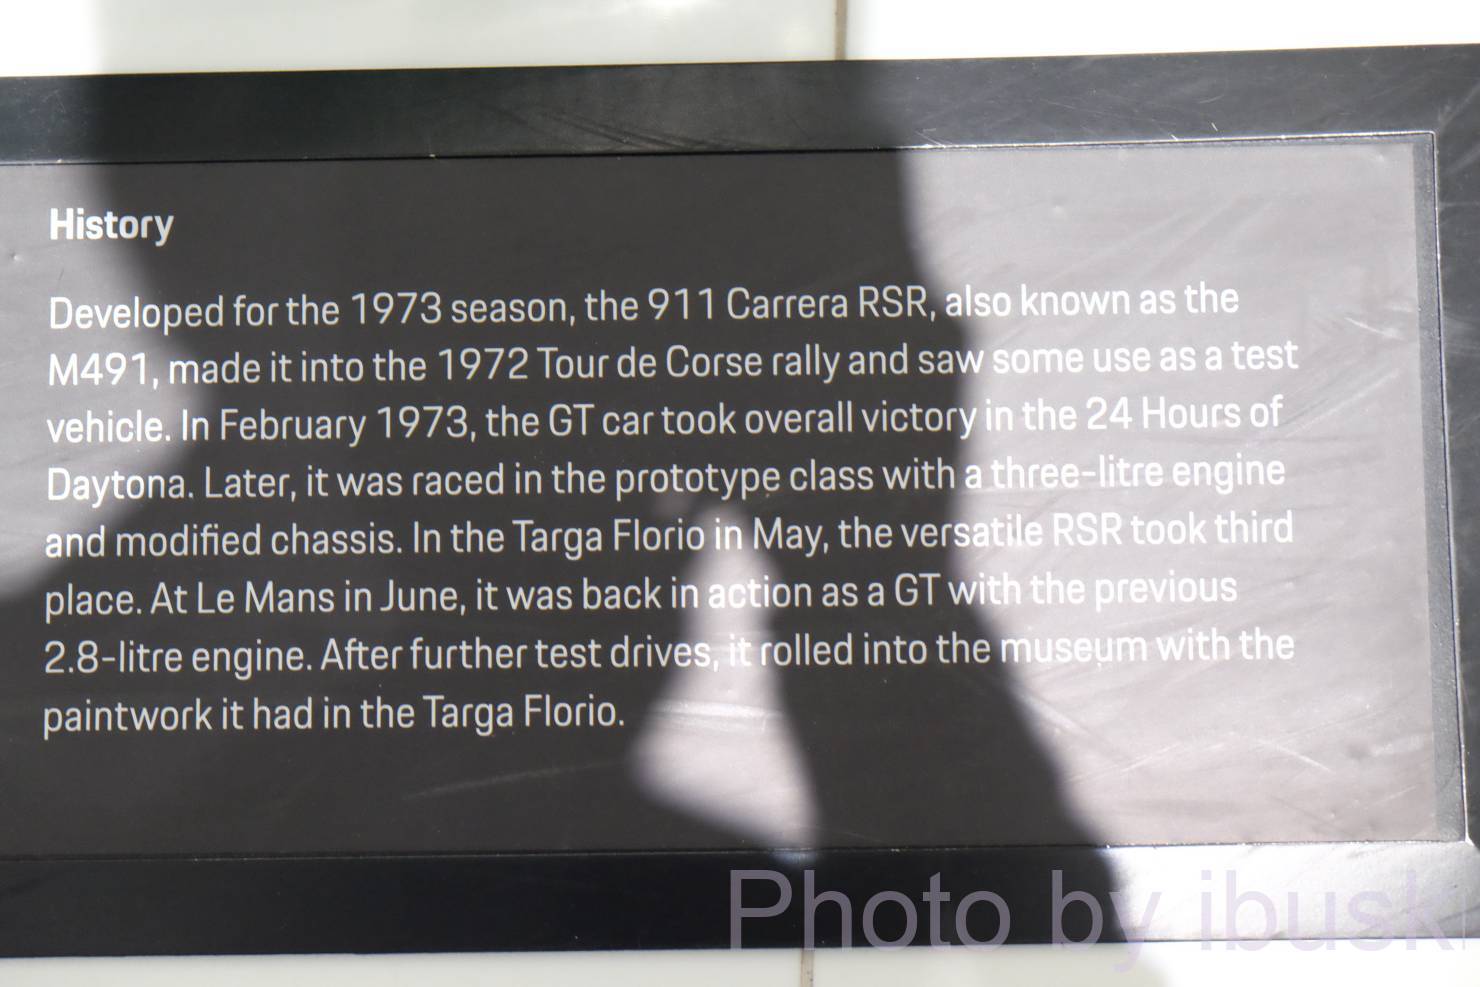 History
Developed for the 1973 season, the 911 Carrera RSR, also known as the
M491, made it into the 1972 Tour de Corse rally and saw some use as a test
vehicle. In February 1973, the GT car took overall victory in the 24 Hours of
Daytona. Later, it was raced in the prototype class with a three-litre engine
and modified chassis. In the Targa Florio in May, the versatile RSR took third
place. At Le Mans in June, it was back in action as a GT with the previous
2.8-litre engine. After further test drives, it rolled into the museum with the
paintwork it had in the Targa Florio.
Photo by ibuski